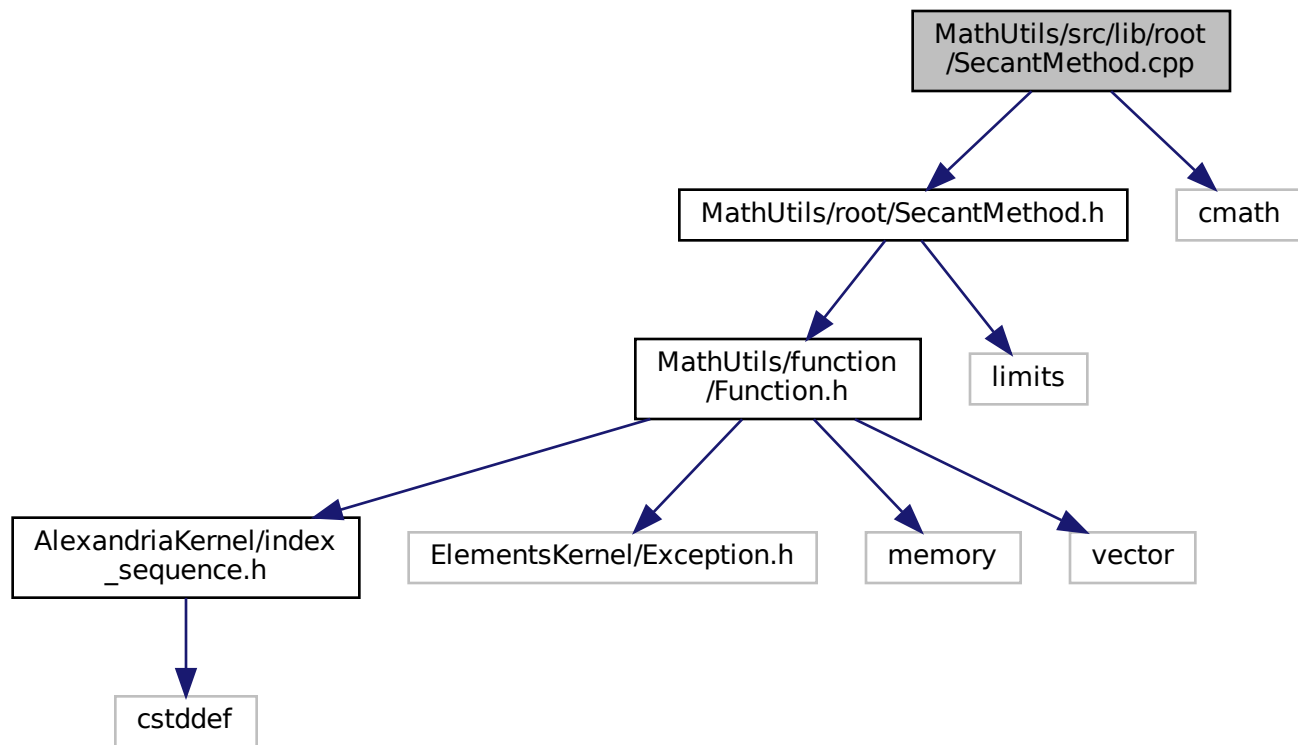 MathUtils/src/lib/root
/SecantMethod.cpp
MathUtils/root/SecantMethod.h
cmath
MathUtils/function
/Function.h
limits
AlexandriaKernel/index
_sequence.h
ElementsKernel/Exception.h
memory
vector
cstddef